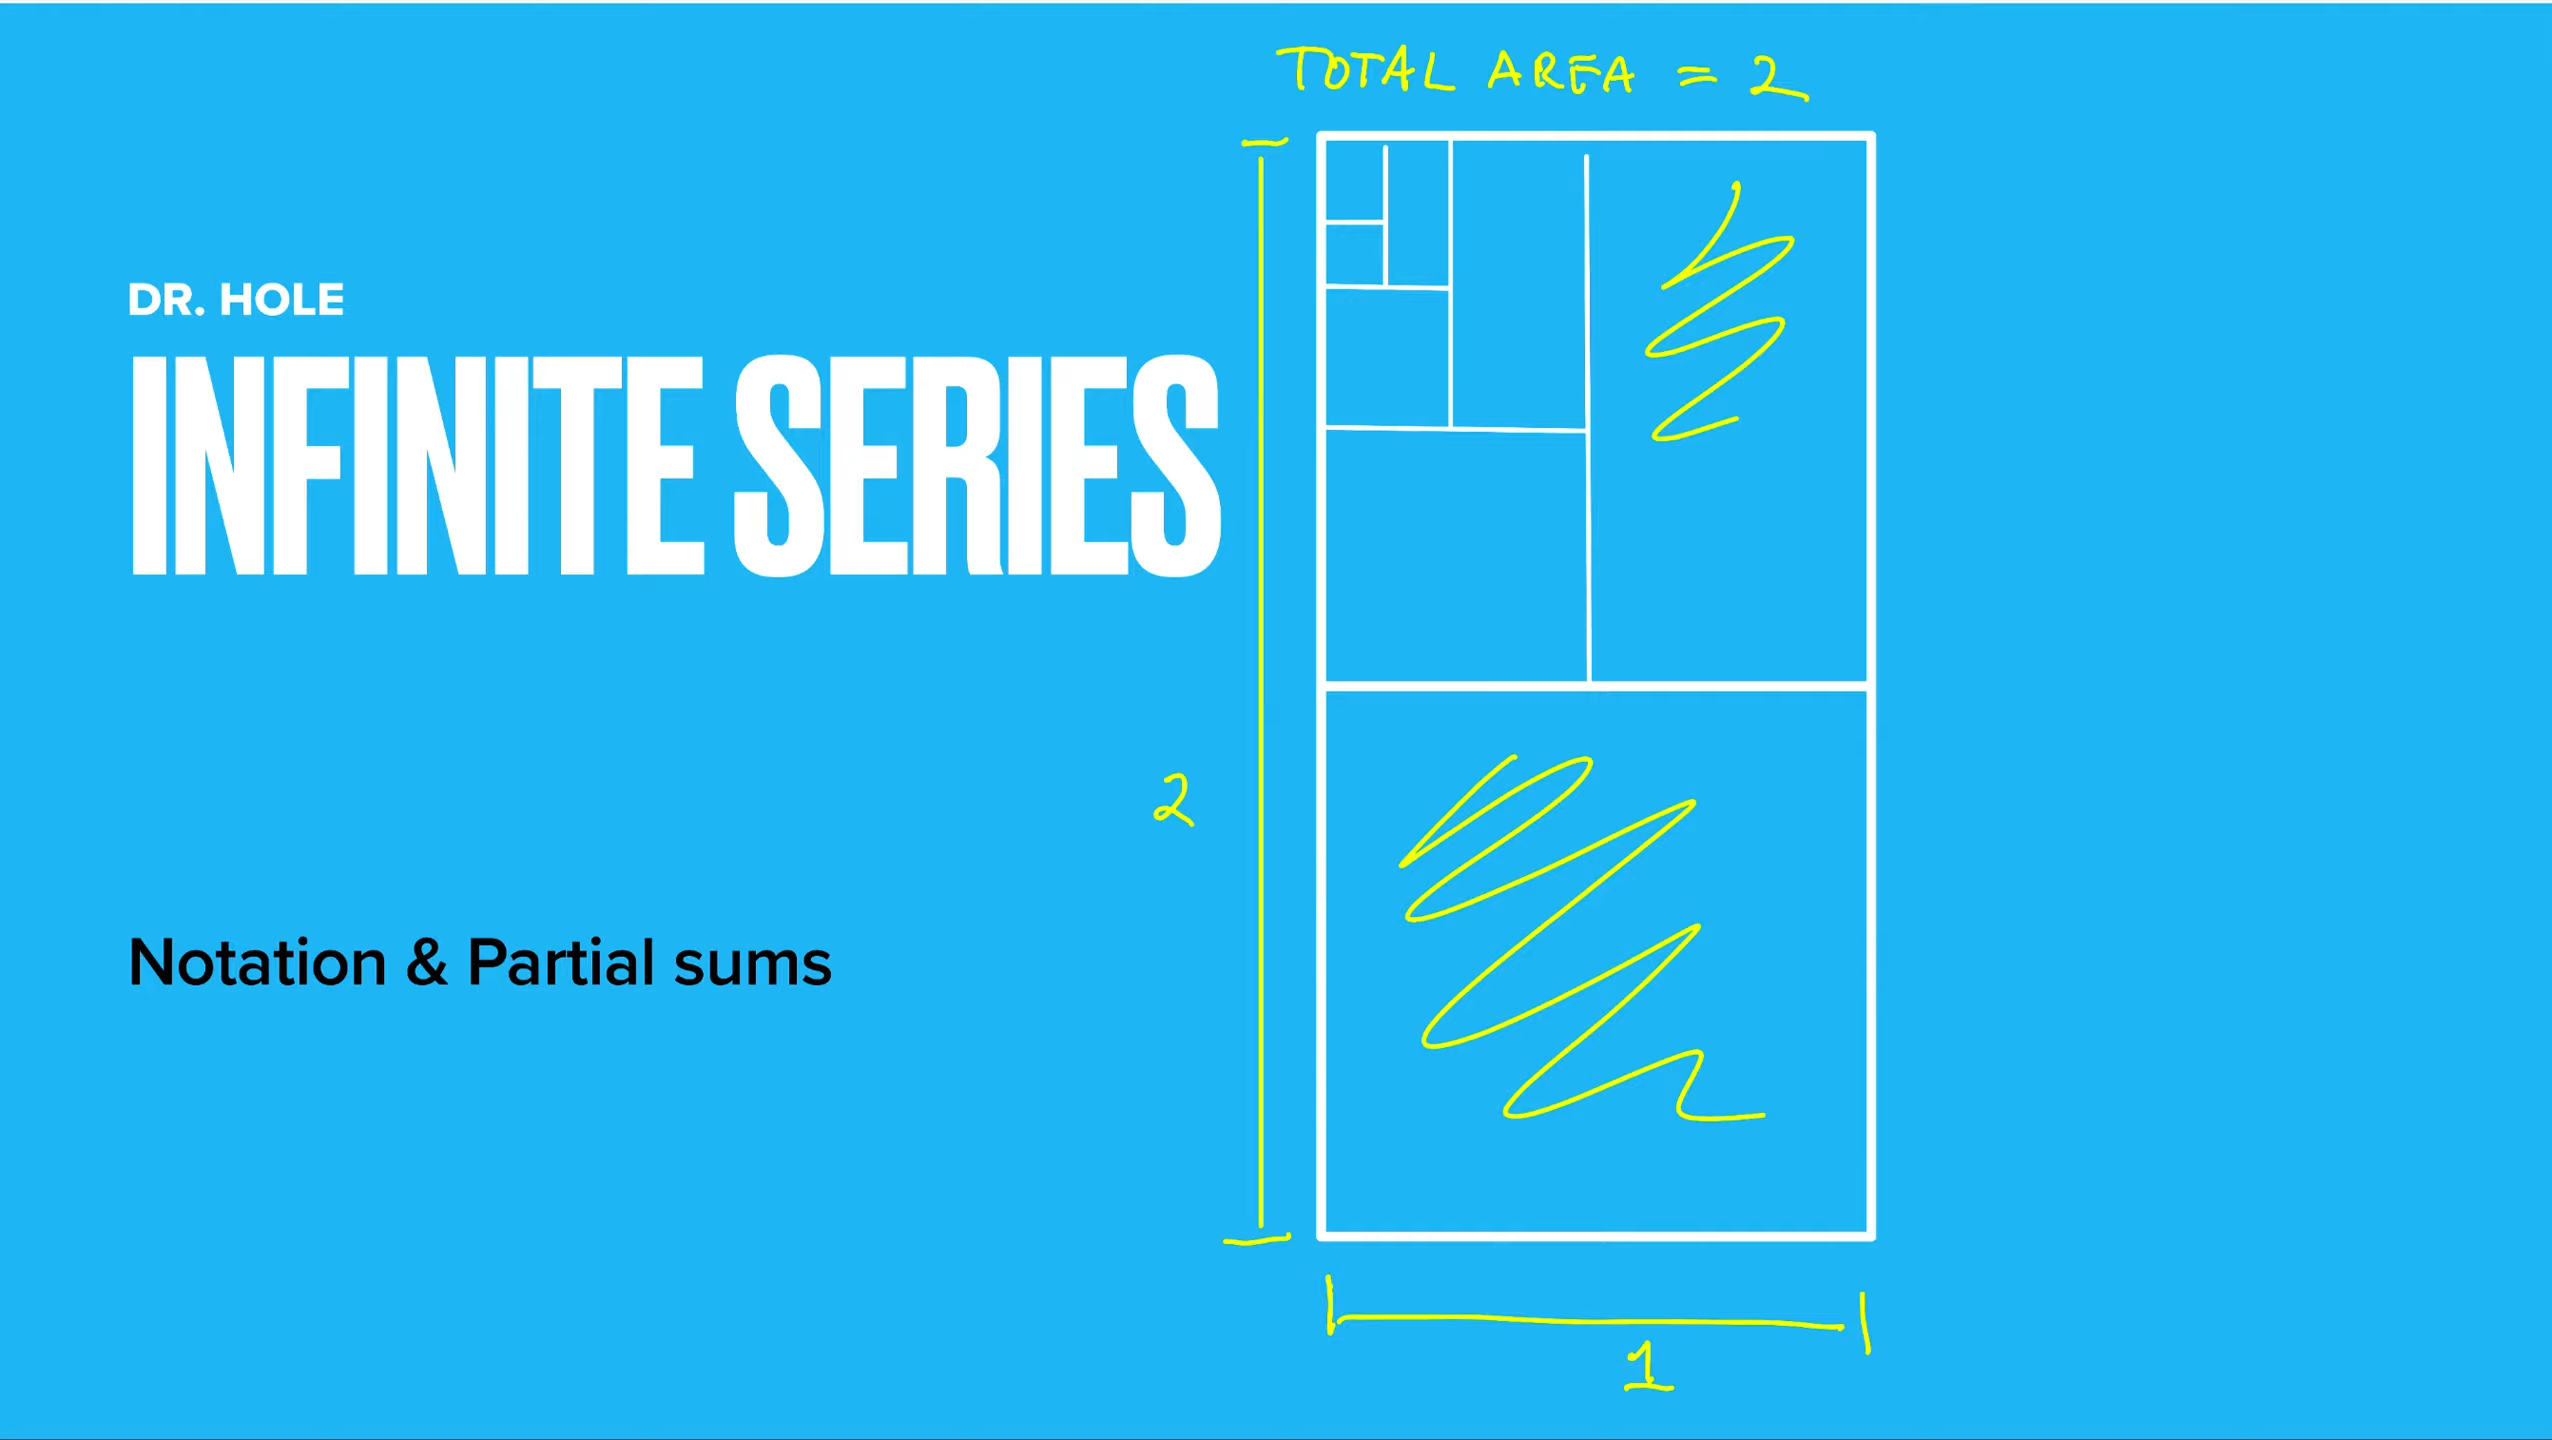 TOTAL AREA = 2
DR. HOLE
INFINITE SERIES
2
Notation & Partial sums
1